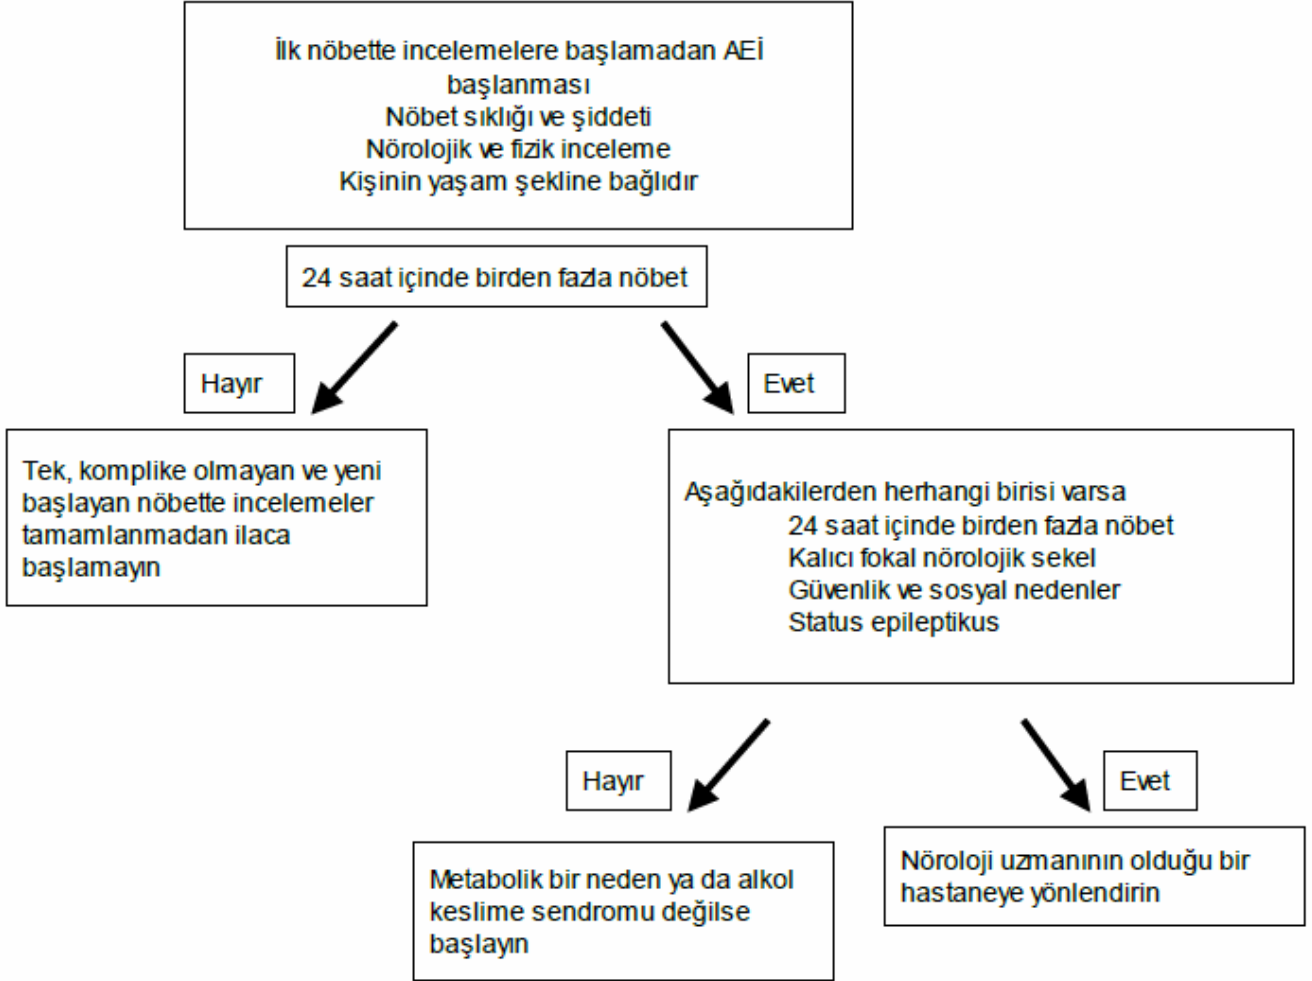 İlk nöbette incelemelere başlamadan AEİ
başlanması
Nöbet sıklığı ve şiddeti
Nörolojik ve fizik inceleme
Kişinin yaşam şekline bağlıdır
24 saat içinde birden fazla nöbet
Hayır
Evet
Tek, komplike olmayan ve yeni
başlayan nöbette incelemeler
tamamlanmadan ilaca
başlamayın
Aşağıdakilerden herhangi birisi varsa
24 saat içinde birden fazla nöbet
Kalıcı fokal nörolojik sekel
Güvenlik ve sosyal nedenler
Status epileptikus
Hayır
Evet
Metabolik bir neden ya da alkol
keslime sendromu değilse
başlayın
Nöroloji uzmanının olduğu bir
hastaneye yönlendirin